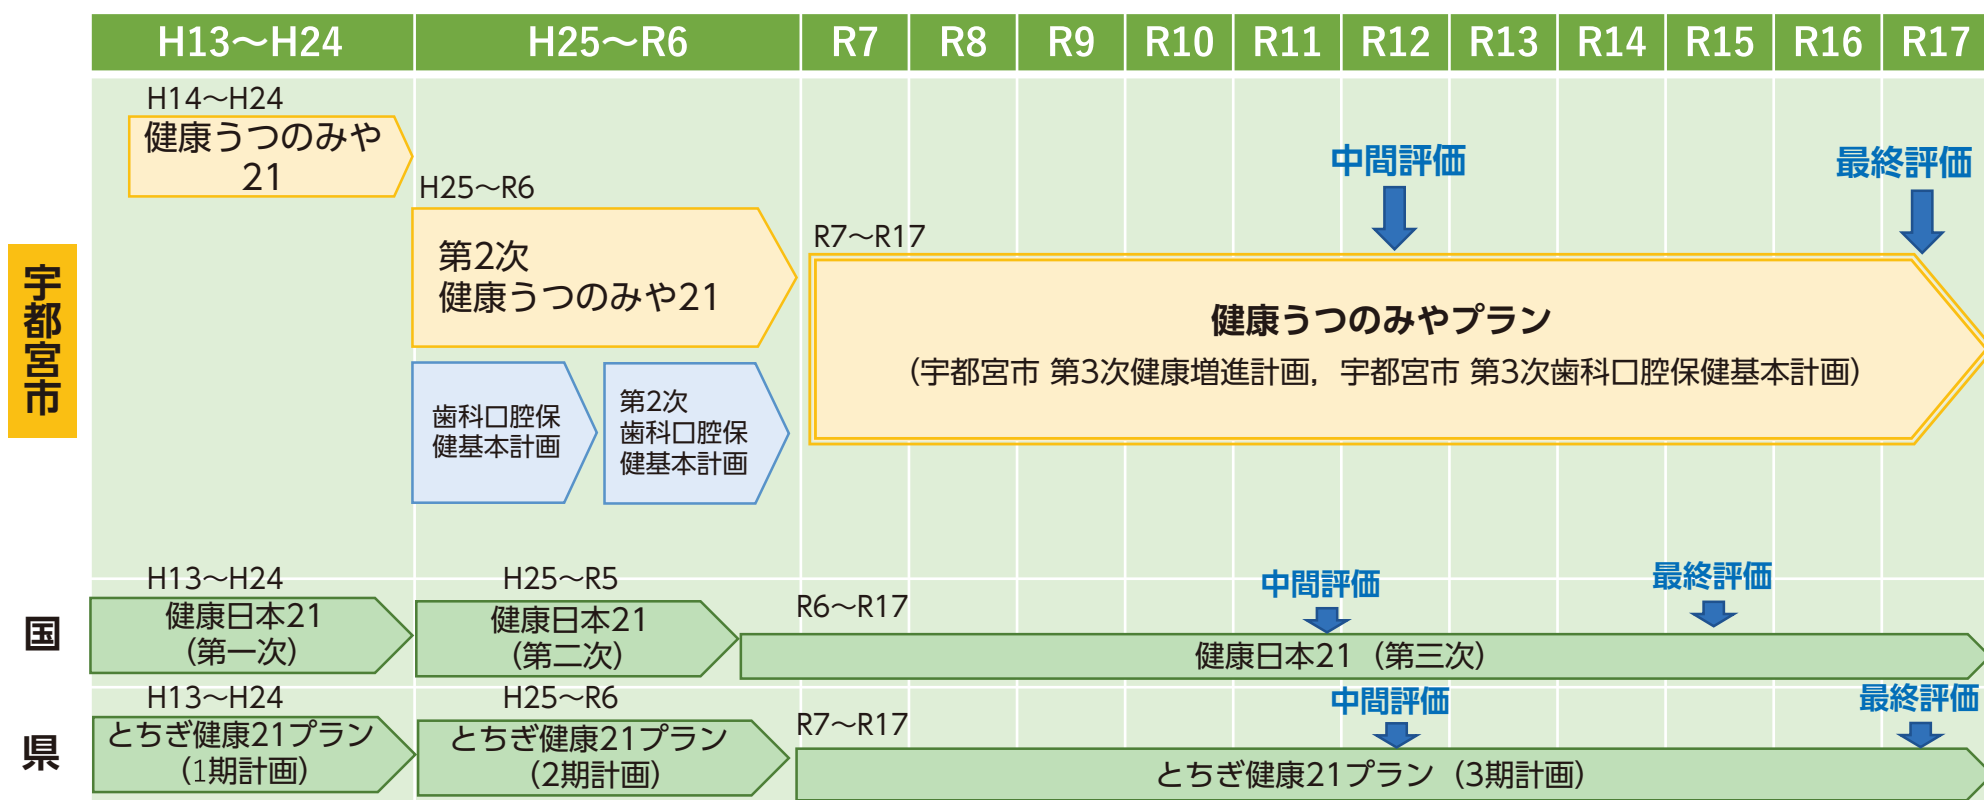 H13～H24 H25～R6 R7 R8 R9 R10 R11 R12 R13 R14 R15 R16 R17
宇都宮市
H14～H24
健康うつのみや
21
H25～R6
第2次
健康うつのみや21
歯科口腔保
健基本計画
第2次
歯科口腔保
健基本計画
R7～R17
中間評価
最終評価
健康うつのみやプラン
（宇都宮市 第3次健康増進計画，宇都宮市 第3次歯科口腔保健基本計画）
国
H13～H24
健康日本21
（第一次）
H25～R5
健康日本21
（第二次）
R6～R17
中間評価
最終評価
健康日本21（第三次）
県
H13～H24
とちぎ健康21プラン
（1期計画）
H25～R6
とちぎ健康21プラン
（2期計画）
R7～R17
中間評価
最終評価
とちぎ健康21プラン（3期計画）